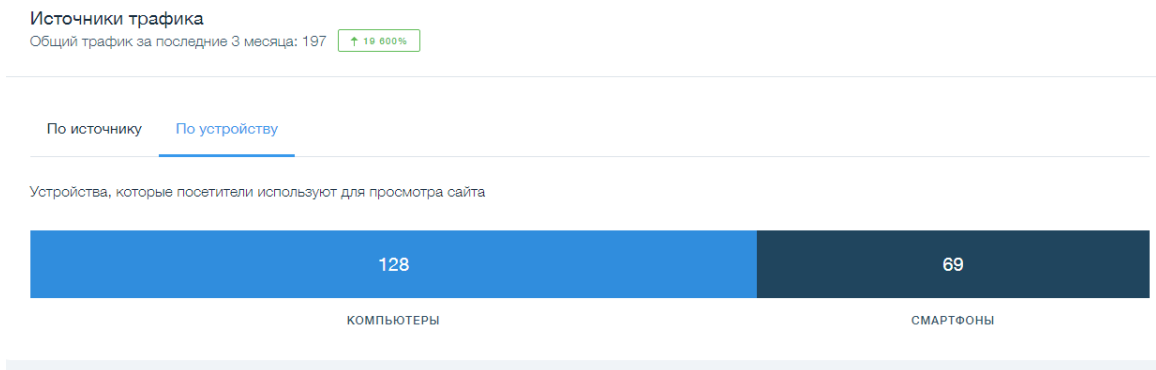 Источники трафика
Общий трафик за последние 3 месяца: 197 ↑ 19 600%
По источнику По устройству
Устройства, которые посетители используют для просмотра сайта
128 69
КОМПЬЮТЕРЫ СМАРТФОНЫ